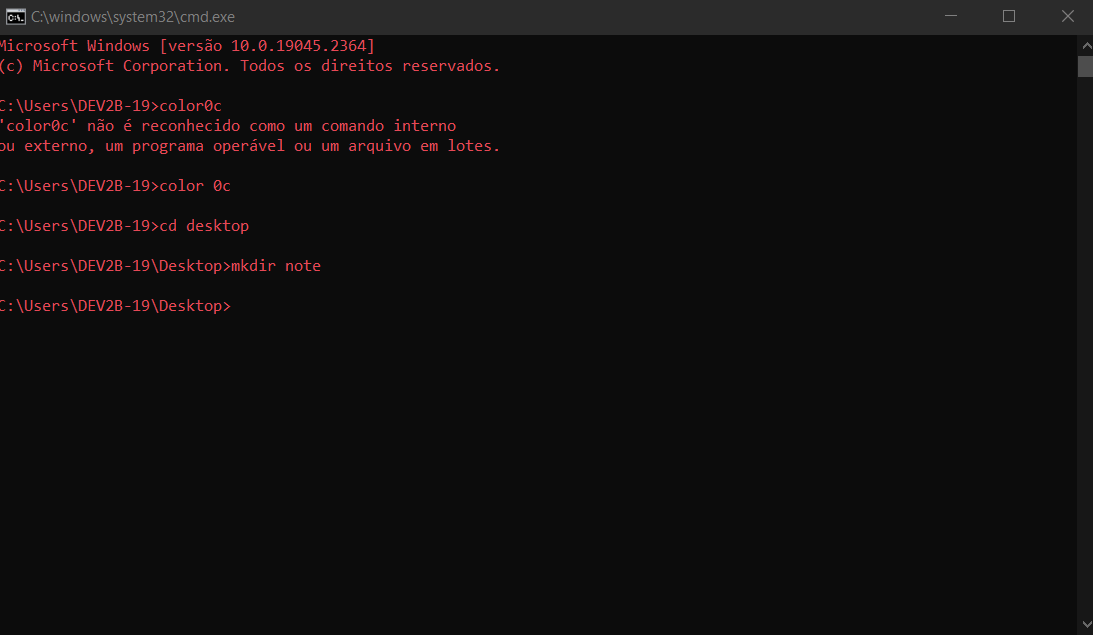 C:\windows\system32\cmd.exe
Microsoft Windows [versão 10.0.19045.2364]
(c) Microsoft Corporation. Todos os direitos reservados.
C:\Users\DEV2B-19>color0c
'color0c' não é reconhecido como um comando interno
ou externo, um programa operável ou um arquivo em lotes.
C:\Users\DEV2B-19>color 0c
C:\Users\DEV2B-19>cd desktop
C:\Users\DEV2B-19\Desktop>mkdir note
C:\Users\DEV2B-19\Desktop>